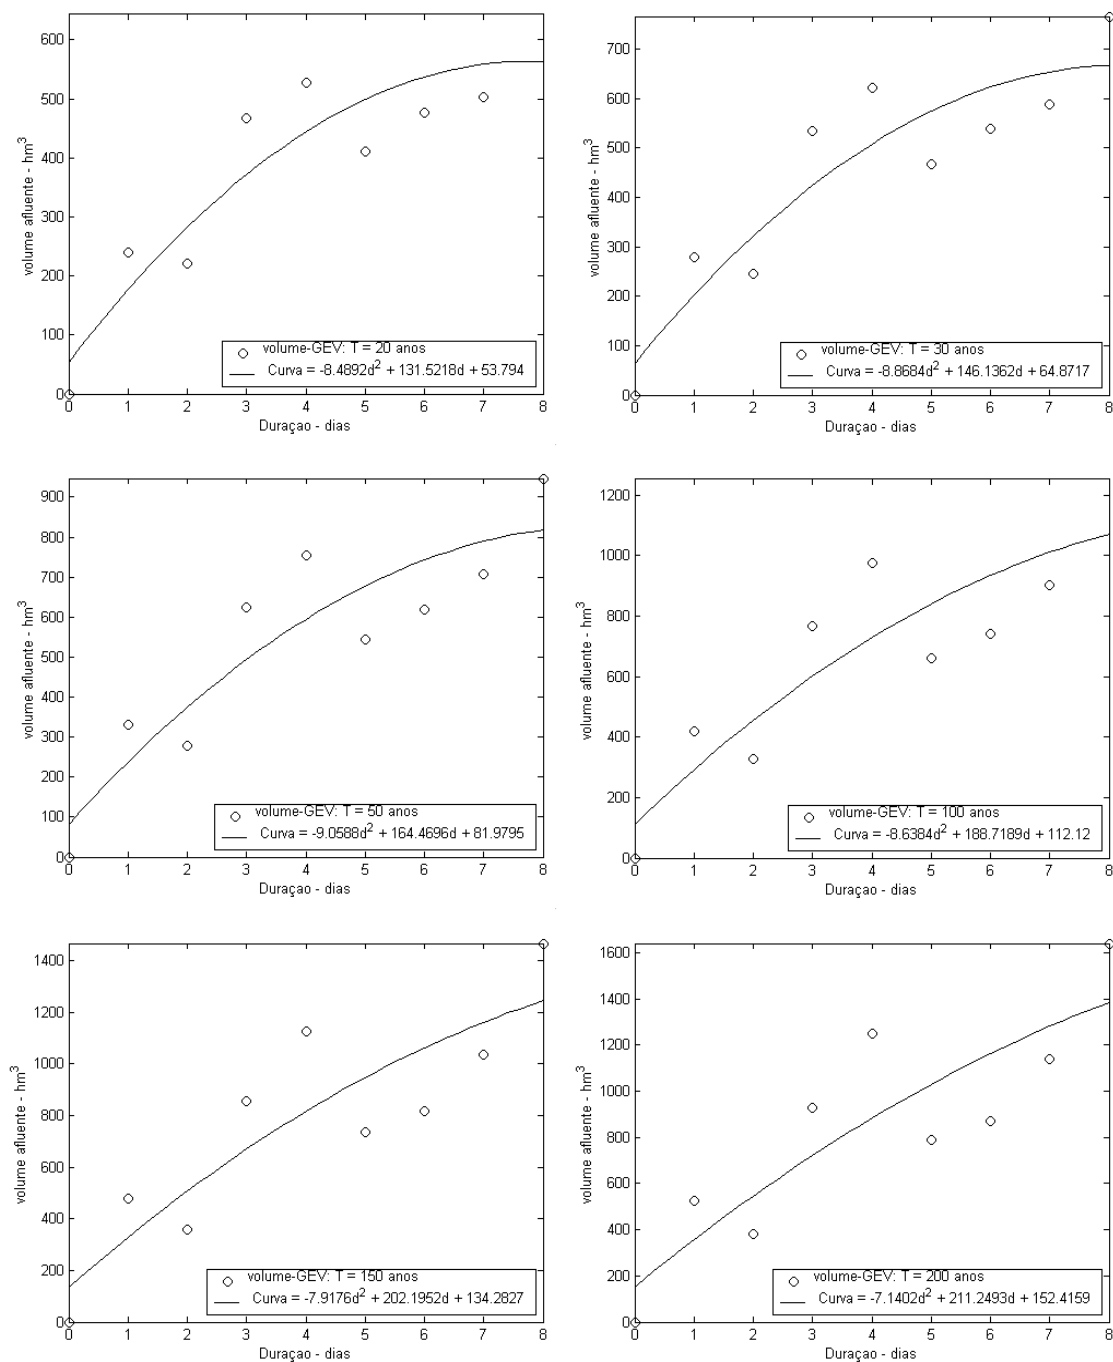 600
500
400
300
200
100
0
volume afluente - hm³
volume-GEV: T = 20 anos
Curva = -8.4892d² + 131.5218d + 53.794
0 1 2 3 4 5 6 7 8
Duraçao - dias
700
600
500
400
300
200
100
0
volume afluente - hm³
volume-GEV: T = 30 anos
Curva = -8.8684d² + 146.1362d + 64.8717
0 1 2 3 4 5 6 7 8
Duraçao - dias
900
800
700
600
500
400
300
200
100
0
volume afluente - hm³
volume-GEV: T = 50 anos
Curva = -9.0588d² + 164.4696d + 81.9795
0 1 2 3 4 5 6 7 8
Duraçao - dias
1200
1000
800
600
400
200
0
volume afluente - hm³
volume-GEV: T = 100 anos
Curva = -8.6384d² + 188.7189d + 112.12
0 1 2 3 4 5 6 7 8
Duraçao - dias
1400
1200
1000
800
600
400
200
0
volume afluente - hm³
volume-GEV: T = 150 anos
Curva = -7.9176d² + 202.1952d + 134.2827
0 1 2 3 4 5 6 7 8
Duraçao - dias
1600
1400
1200
1000
800
600
400
200
0
volume afluente - hm³
volume-GEV: T = 200 anos
Curva = -7.1402d² + 211.2493d + 152.4159
0 1 2 3 4 5 6 7 8
Duraçao - dias